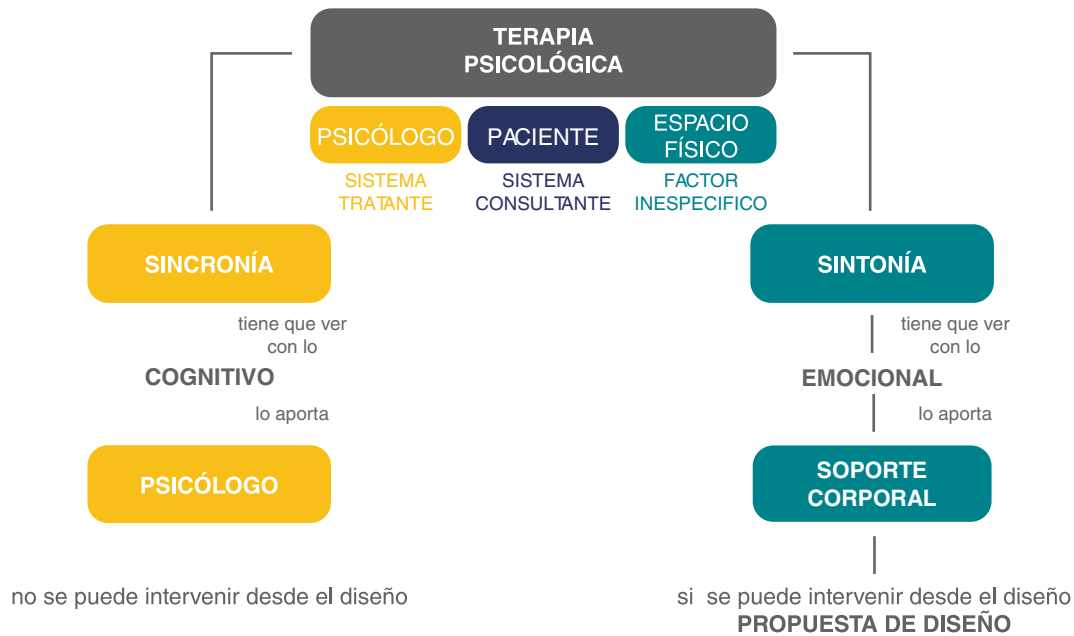 TERAPIA
PSICOLÓGICA
PSICÓLOGO
PACIENTE
ESPACIO
FÍSICO
SISTEMA
TRATANTE
SISTEMA
CONSULTANTE
FACTOR
INESPECIFICO
SINCRONÍA
tiene que ver
con lo
COGNITIVO
lo aporta
PSICÓLOGO
no se puede intervenir desde el diseño
SINTONÍA
tiene que ver
con lo
EMOCIONAL
lo aporta
SOPORTE
CORPORAL
si se puede intervenir desde el diseño
PROPUESTA DE DISEÑO